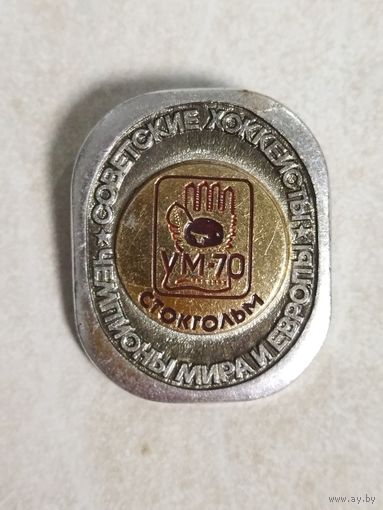 ★ СОВЕТСКИЕ ХОККЕИСТЫ ★
ЧЕМПИОНЫ МИРА И ЕВРОПЫ
УМ-70
СТОКГОЛЬМ
www.ay.by